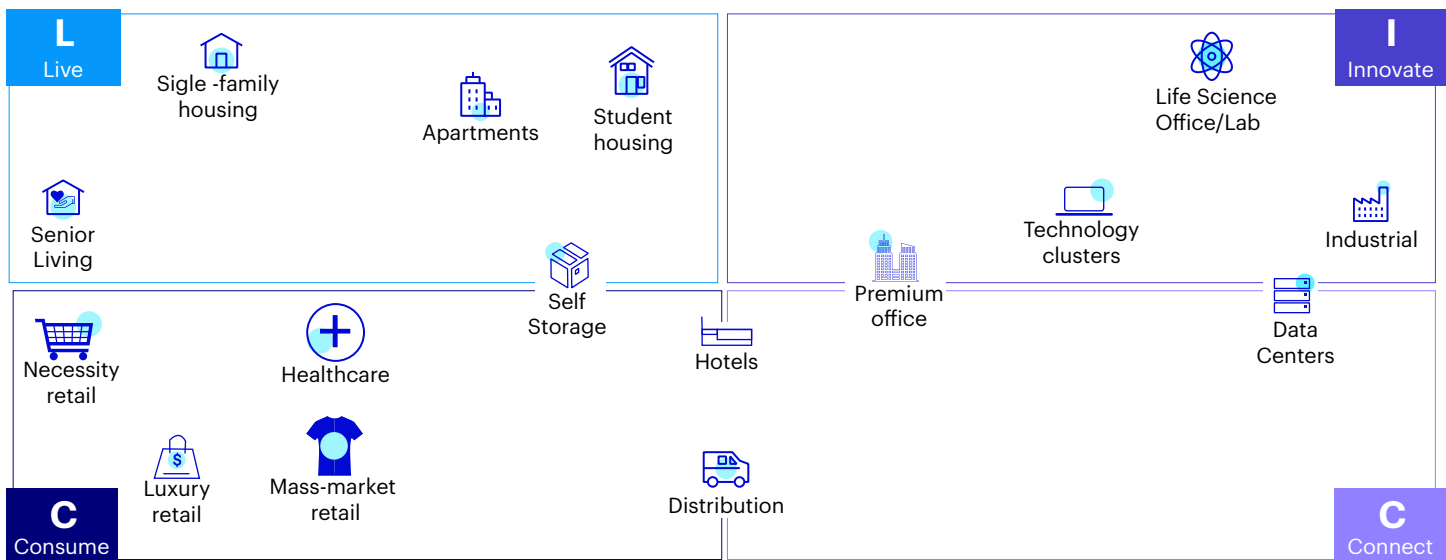 L
Live
Sigle -family
housing
Apartments
Student
housing
Senior
Living
Self
Storage
I
Innovate
Life Science
Office/Lab
Technology
clusters
Industrial
Premium
office
Data
Centers
Necessity
retail
Healthcare
Hotels
$
Luxury
retail
Mass-market
retail
Distribution
C
Consume
C
Connect